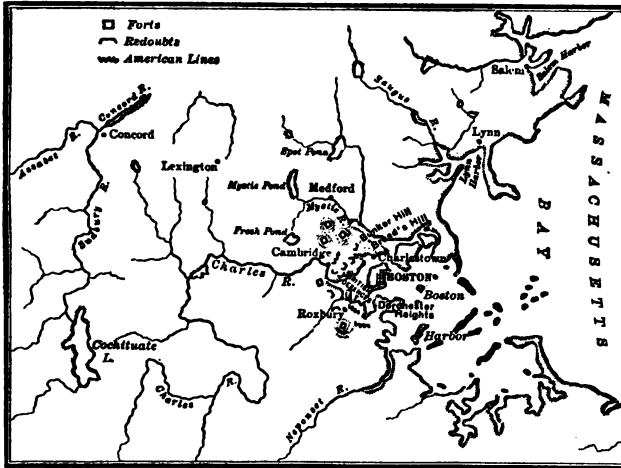 Forts
Redoubts
American Lines
Salem
Salem Harbor
Saugus R.
Concord R.
Assabet R.
Concord
Lynn
Lynn Harbor
Lexington
Spot Pond
Mystic Pond
Medford
Mystic R.
Bunker Hill
Breed's Hill
Sudbury R.
Fresh Pond
Cambridge
Charlestown
Charles R.
BOSTON
Boston
Harbor
Dorchester
Heights
Roxbury
Cochituate
L.
Charles R.
Neponset R.
MASSACHUSETTS
BAY